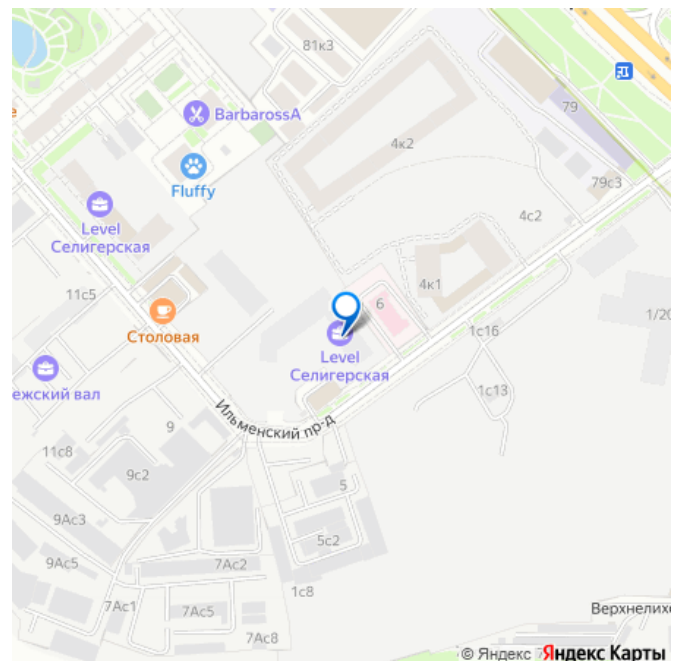 81к3
BarbarossA
79
4к2
Fluffy
79с3
Level
Селигерская
4с2
11с5
4к1
6
1/20
Столовая
1с16
Level
Селигерская
ежский вал
1с13
Ильменский пр-д
9
11с8
9с2
5
9Ас3
5с2
9Ас5
7Ас2
1с8
7Ас1
7Ас5
Верхнелихо
7Ас8
© Яндекс
Яндекс Карты